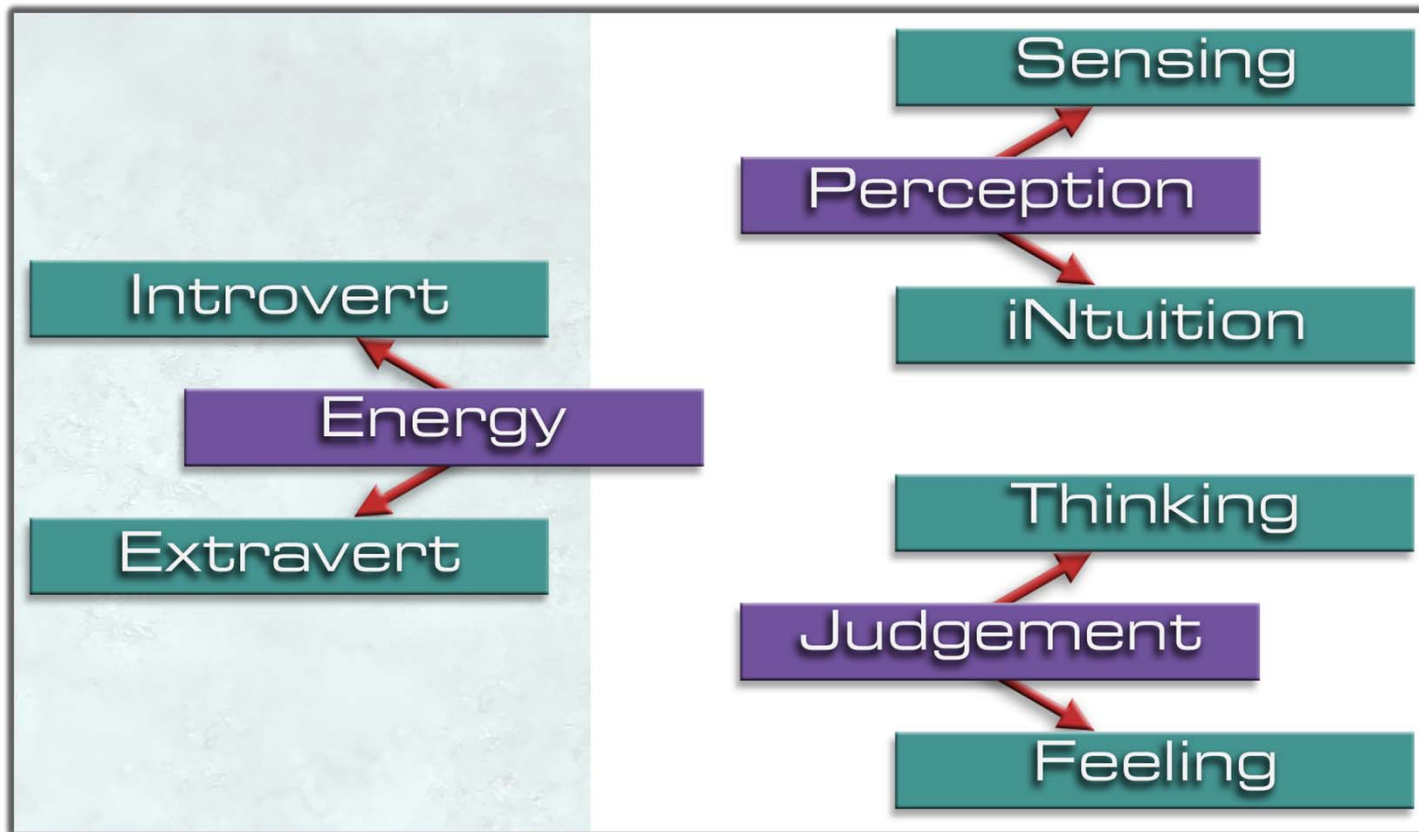 Introvert
Energy
Extravert
Sensing
Perception
iNtuition
Thinking
Judgement
Feeling